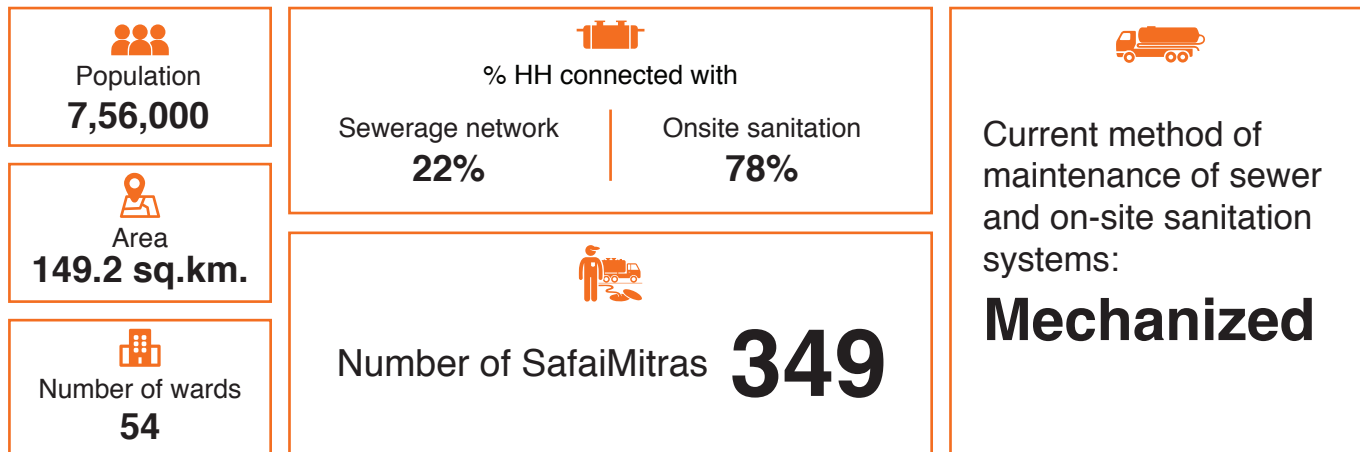 Population
7,56,000
Area
149.2 sq.km.
Number of wards
54
% HH connected with
Sewerage network
22%
Onsite sanitation
78%
Number of SafaiMitras 349
Current method of
maintenance of sewer
and on-site sanitation
systems:
Mechanized